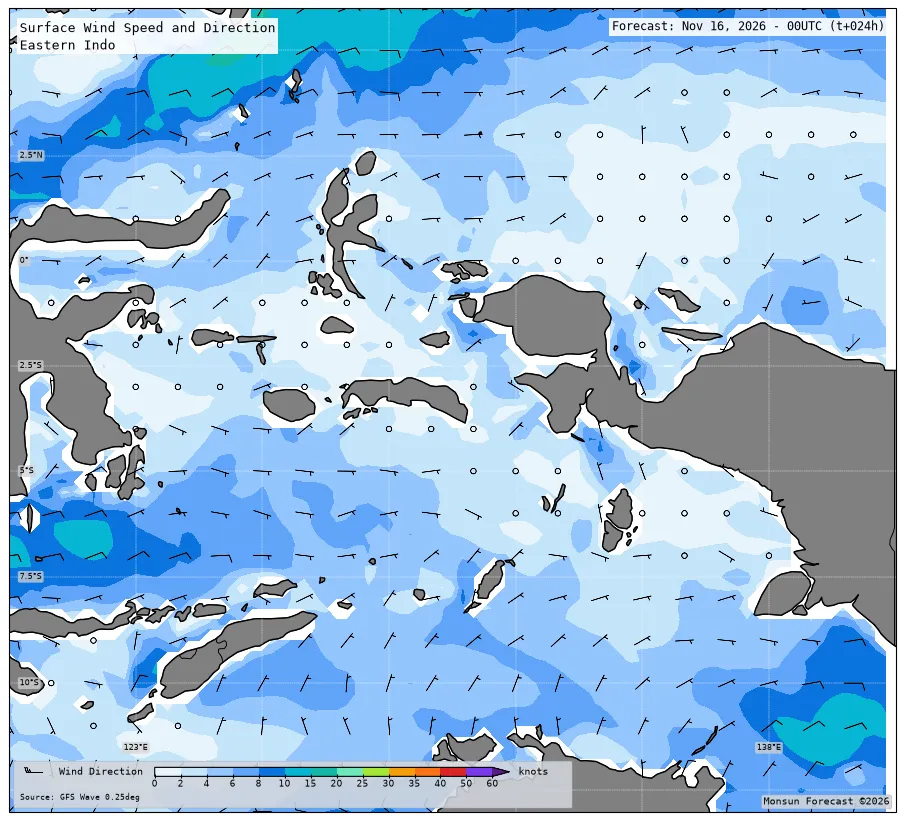 Surface Wind Speed and Direction
Eastern Indo
Forecast: Nov 16, 2026 - 00UTC (t+024h)
2.5°N
0°
2.5°S
5°S
7.5°S
10°S
123°E
138°E
Wind Direction
0 2 4 6 8 10 15 20 25 30 35 40 50 60
knots
Source: GFS Wave 0.25deg
Monsun Forecast ©2026